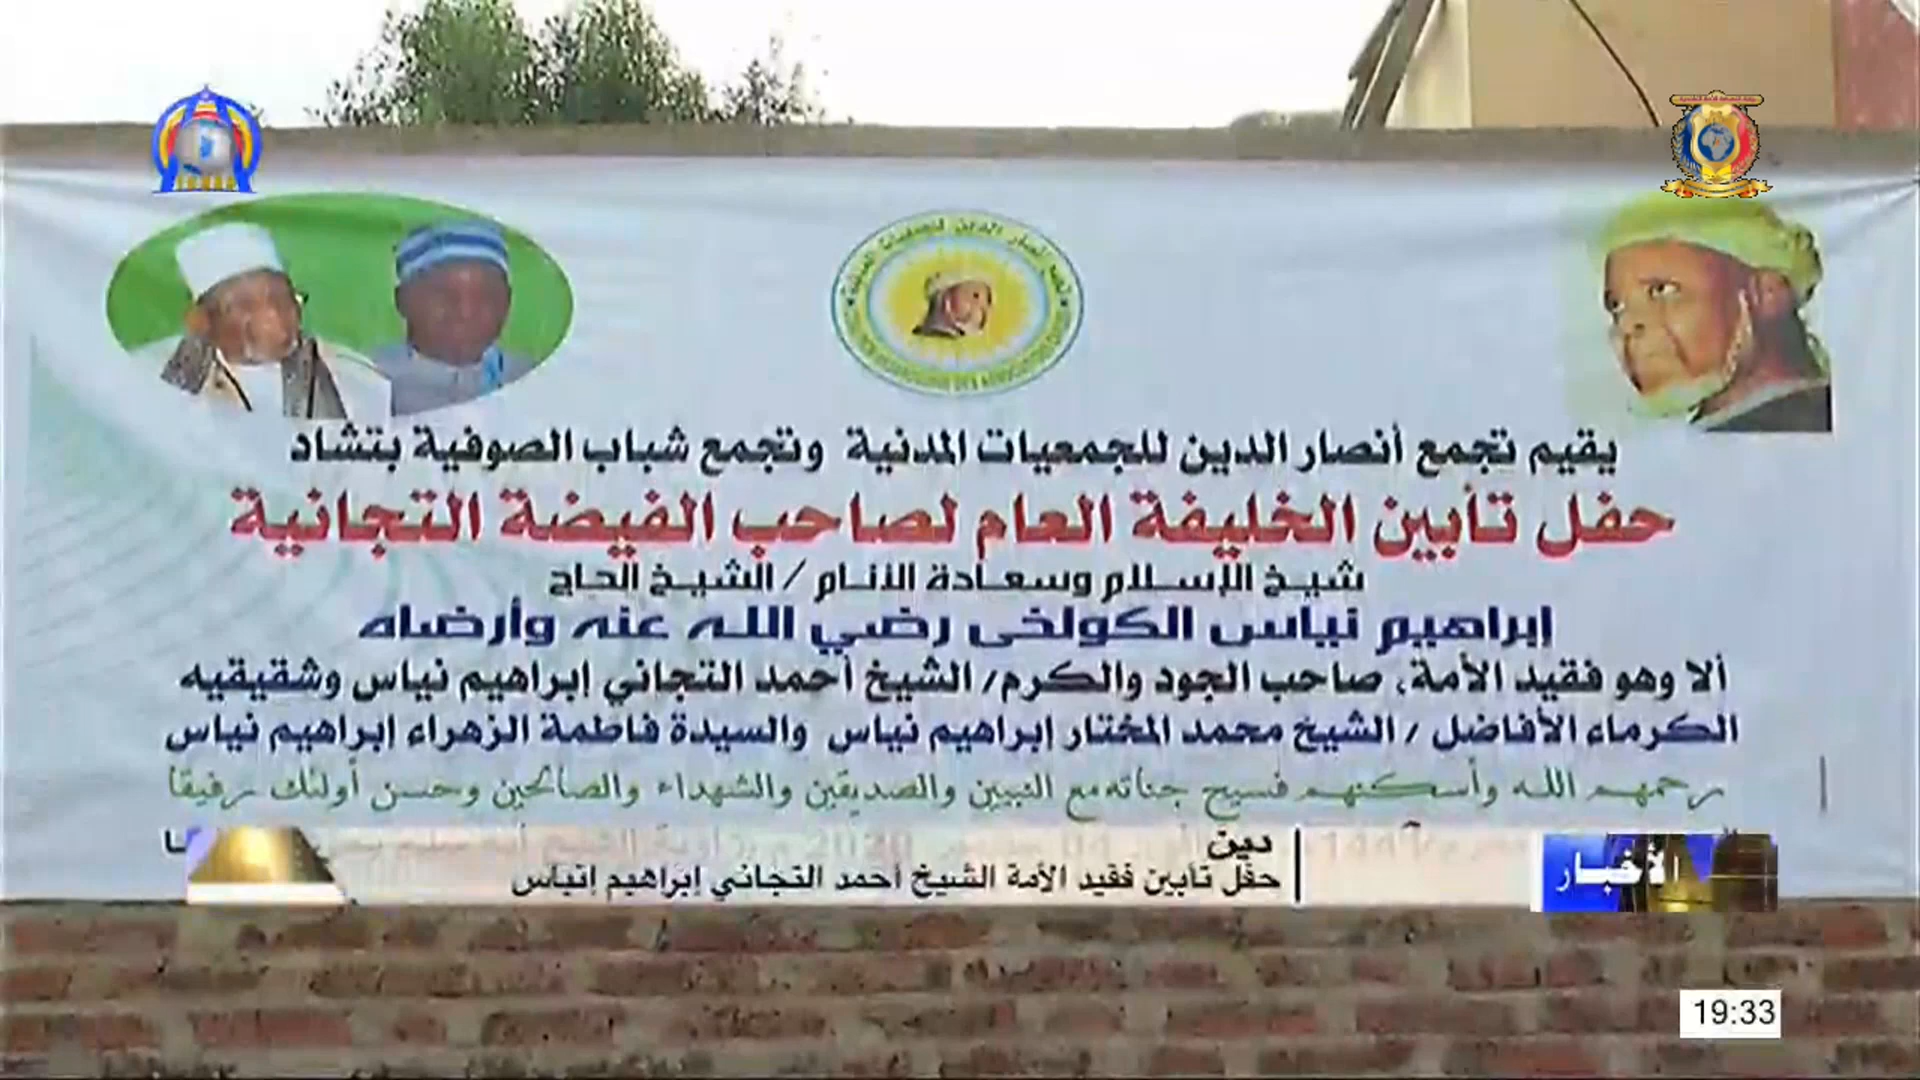 يقيم تجمع أنصار الدين للجمعيات المدنية وتجمع شباب الصوفية بتشاد
حفل تأبين الخليفة العام لصاحب الفيضة التجانية
شيخ الإسلام وسعادة الأنام / الشيخ الحاج
إبراهيم نياس الكولخى رضي الله عنه وأرضاه
ألا وهو فقيد الأمة، صاحب الجود والكرم/ الشيخ أحمد التجاني إبراهيم نياس وشقيقيه
الكرماء الأفاضل / الشيخ محمد المختار إبراهيم نياس والسيدة فاطمة الزهراء إبراهيم نياس
رحمهم الله وأسكنهم فسيح جناته مع النبيين والصديقين والشهداء والصالحين وحسن أولئك رفيقا
الأخبار
دين
حفل تأبين فقيد الأمة الشيخ أحمد التجاني إبراهيم إنياس
19:33